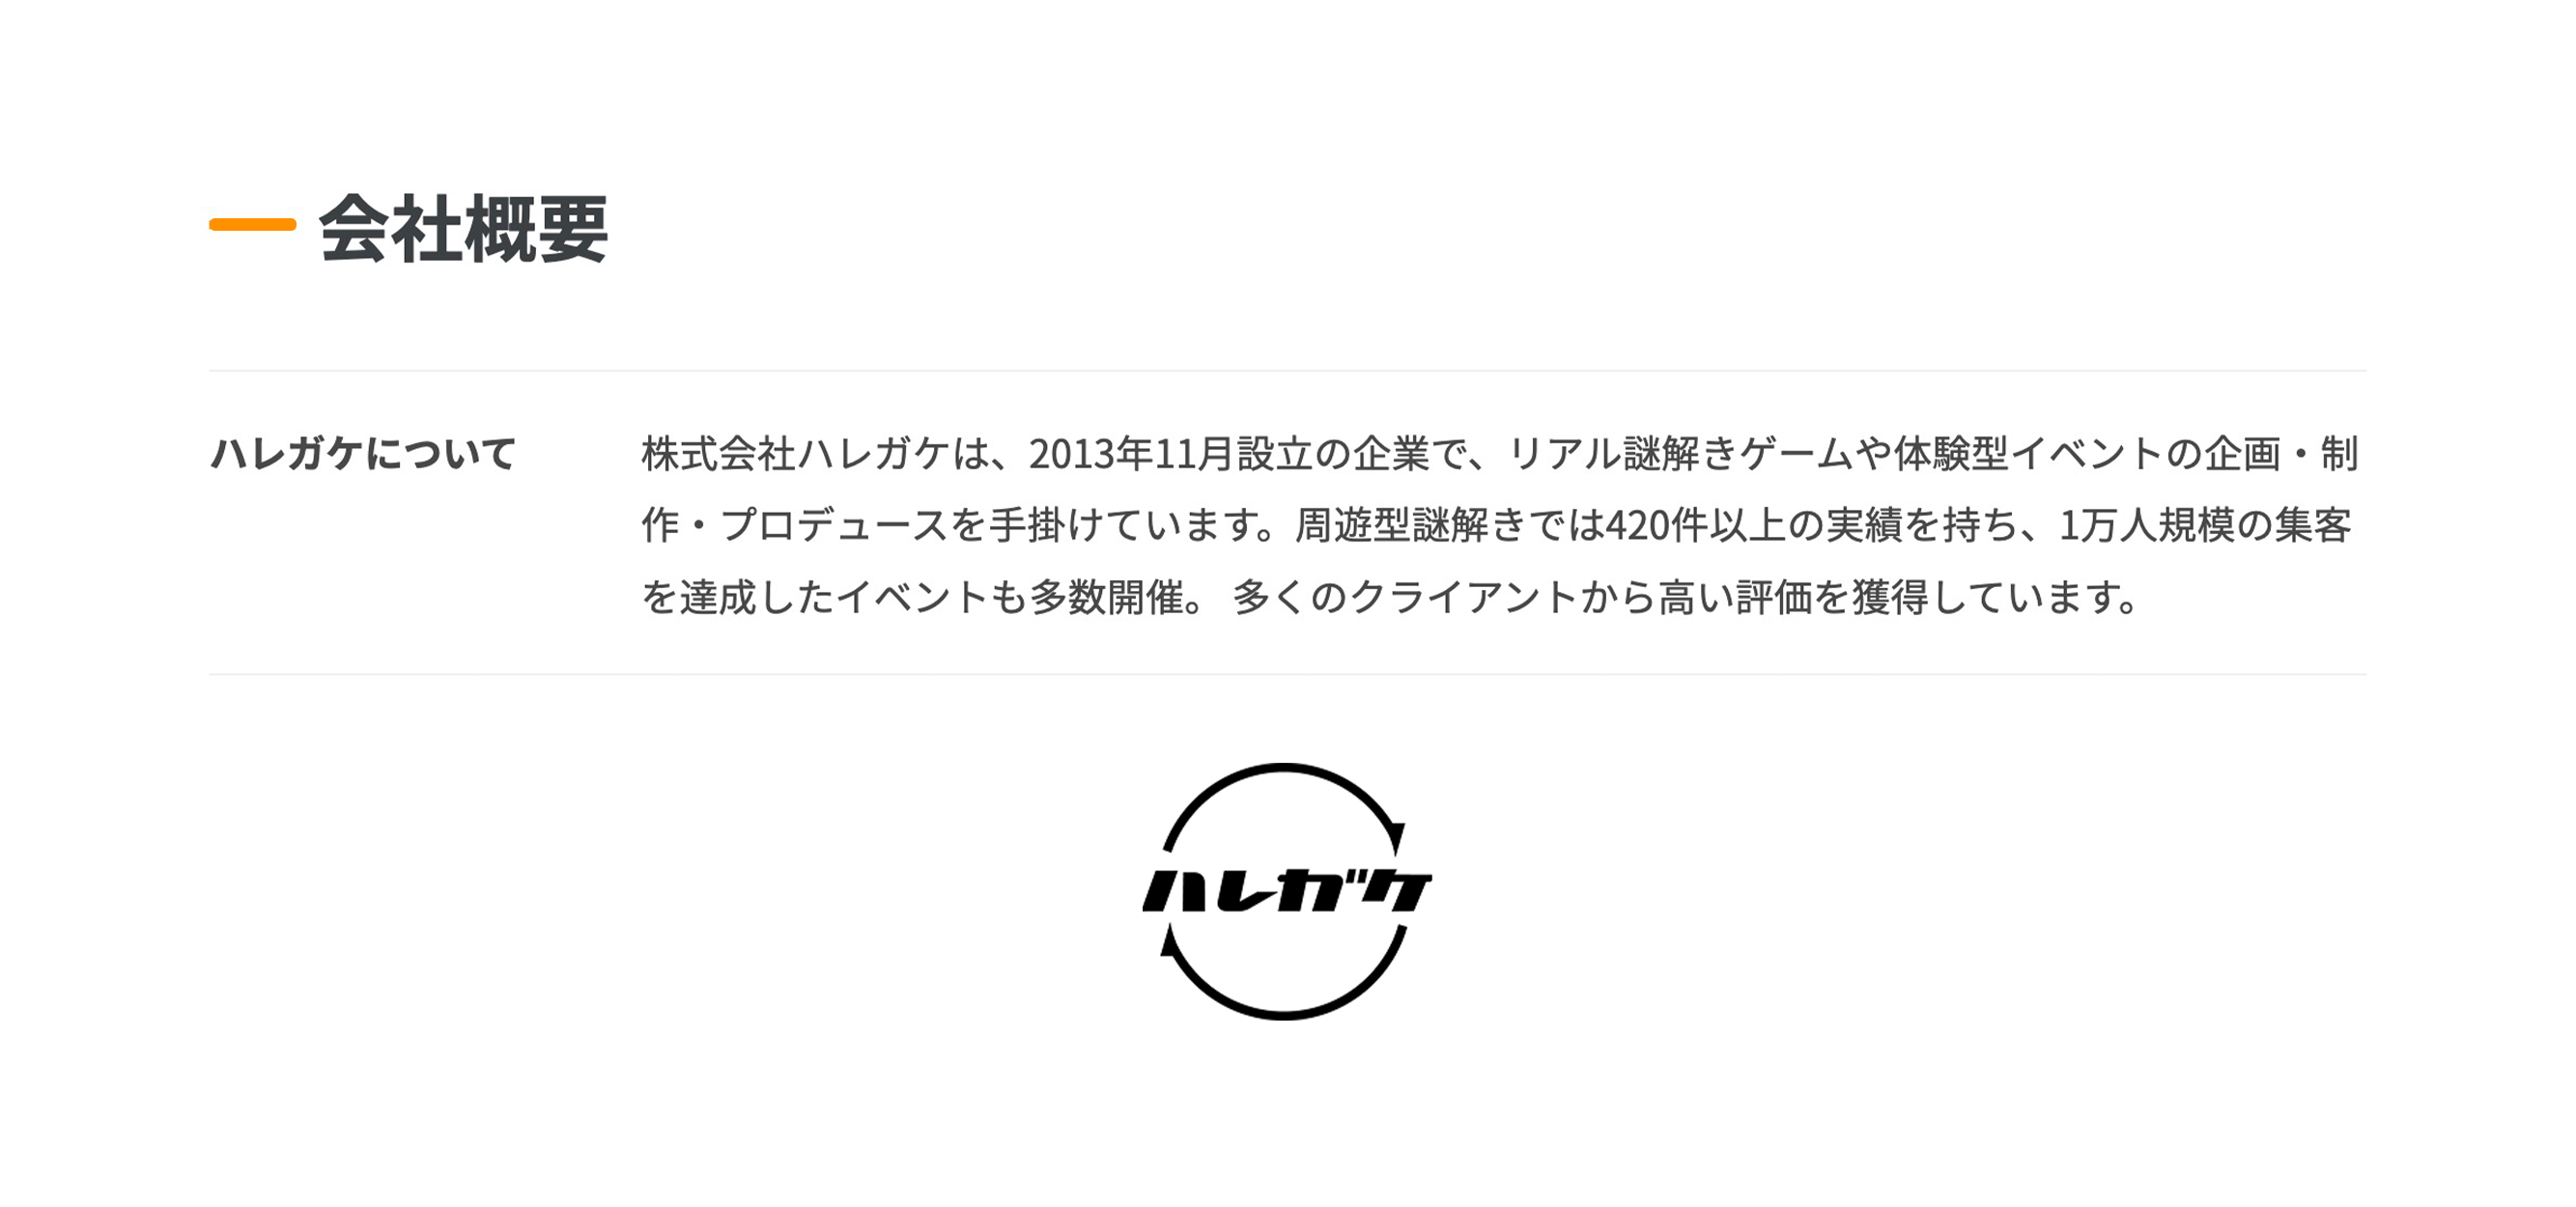 会社概要
ハレガケについて
株式会社ハレガケは、2013年11月設立の企業で、リアル謎解きゲームや体験型イベントの企画・制
作・プロデュースを手掛けています。周遊型謎解きでは420件以上の実績を持ち、1万人規模の集客
を達成したイベントも多数開催。 多くのクライアントから高い評価を獲得しています。
ハレガケ